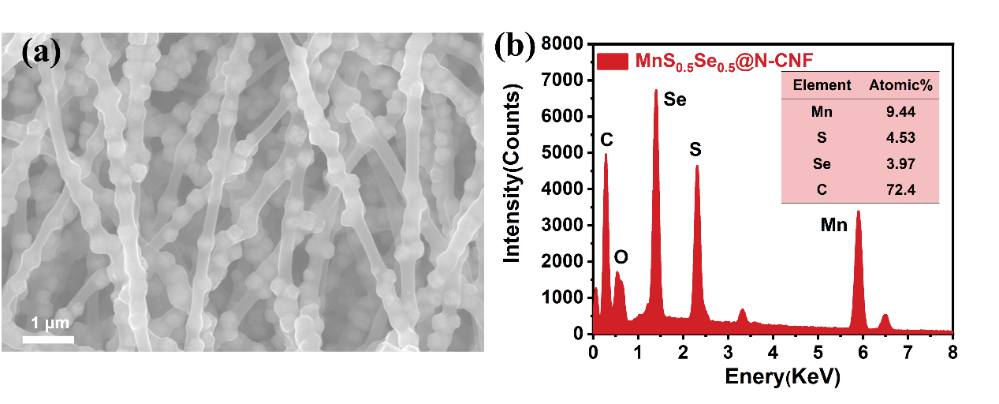 (a)
1 μm
(b)
MnS0.5Se0.5@N-CNF
Element Atomic%
Mn 9.44
S 4.53
Se 3.97
C 72.4
C
O
Se
S
Mn
Intensity(Counts)
8000
7000
6000
5000
4000
3000
2000
1000
0
0 1 2 3 4 5 6 7 8
Enery(KeV)